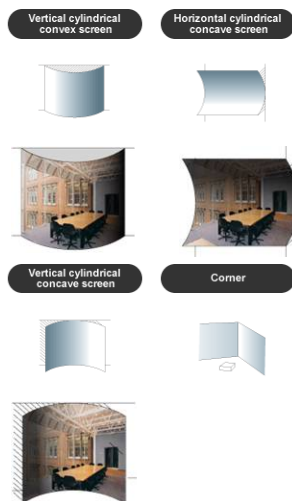 Vertical cylindrical
convex screen
Horizontal cylindrical
concave screen
Vertical cylindrical
concave screen
Corner